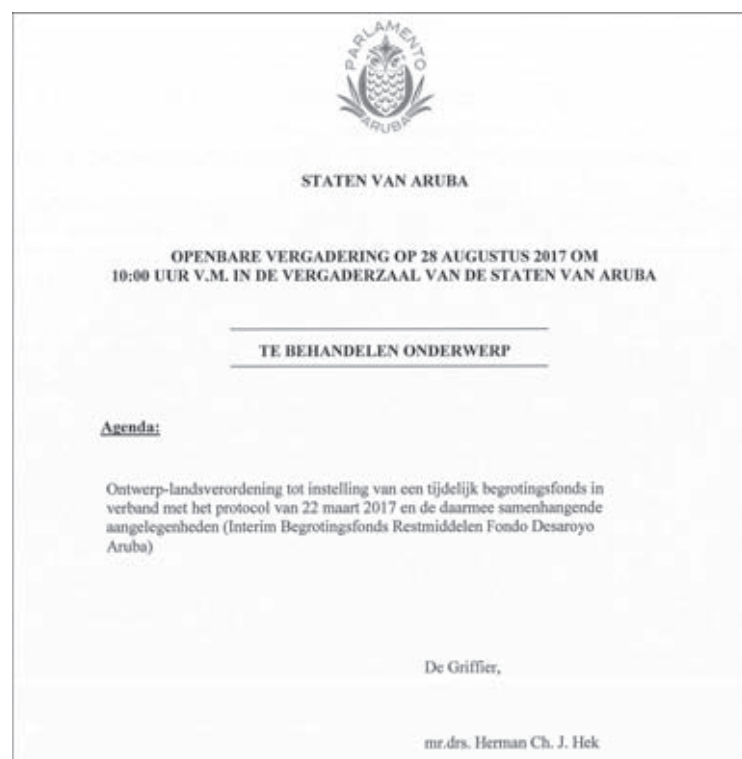 PARLAMENTO
ARUBA
STATEN VAN ARUBA
OPENBARE VERGADERING OP 28 AUGUSTUS 2017 OM
10:00 UUR V.M. IN DE VERGADERZAAL VAN DE STATEN VAN ARUBA
TE BEHANDELEN ONDERWERP
Agenda:
Ontwerp-landsverordening tot instelling van een tijdelijk begrotingsfonds in
verband met het protocol van 22 maart 2017 en de daarmee samenhangende
aangelegenheden (Interim Begrotingsfonds Restmiddelen Fondo Desaroyo
Aruba)
De Griffier,
mr.drs. Herman Ch. J. Hek